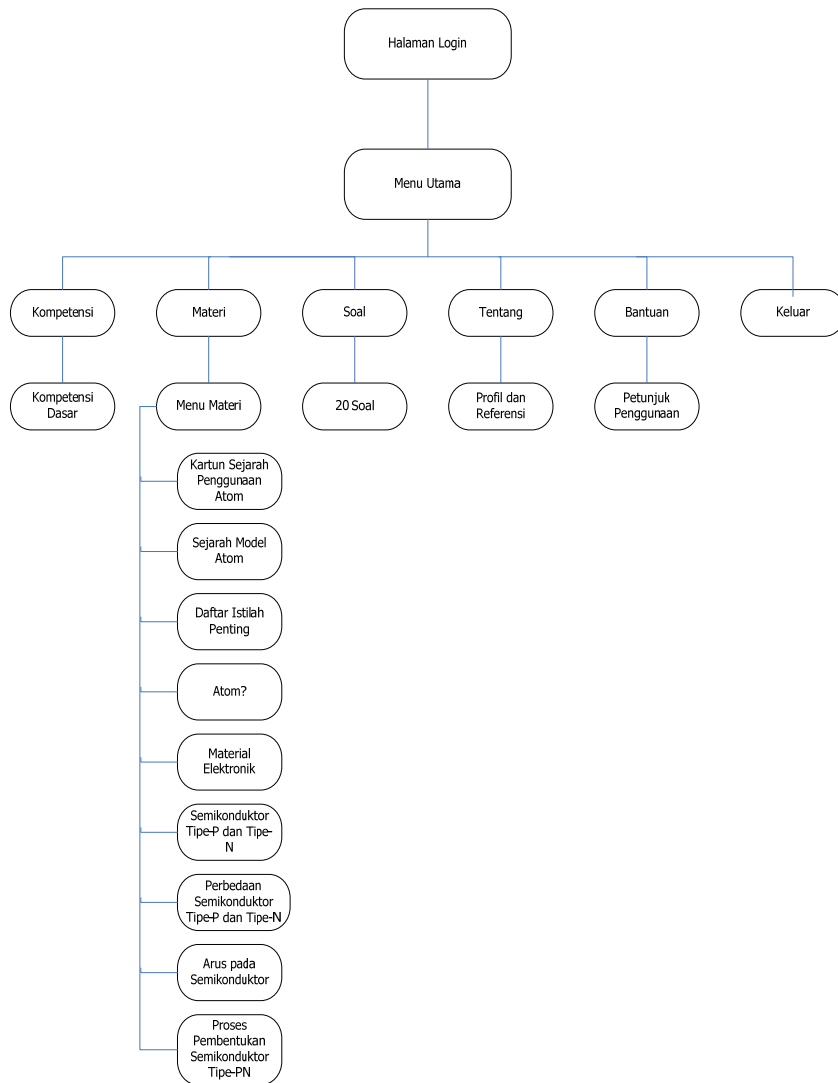 Halaman Login
Menu Utama
Kompetensi
Materi
Soal
Tentang
Bantuan
Keluar
Kompetensi
Dasar
Menu Materi
20 Soal
Profil dan
Referensi
Petunjuk
Penggunaan
Kartun Sejarah
Penggunaan
Atom
Sejarah Model
Atom
Daftar Istilah
Penting
Atom?
Material
Elektronik
Semikonduktor
Tipe-P dan Tipe-
N
Perbedaan
Semikonduktor
Tipe-P dan Tipe-N
Arus pada
Semikonduktor
Proses
Pembentukan
Semikonduktor
Tipe-PN